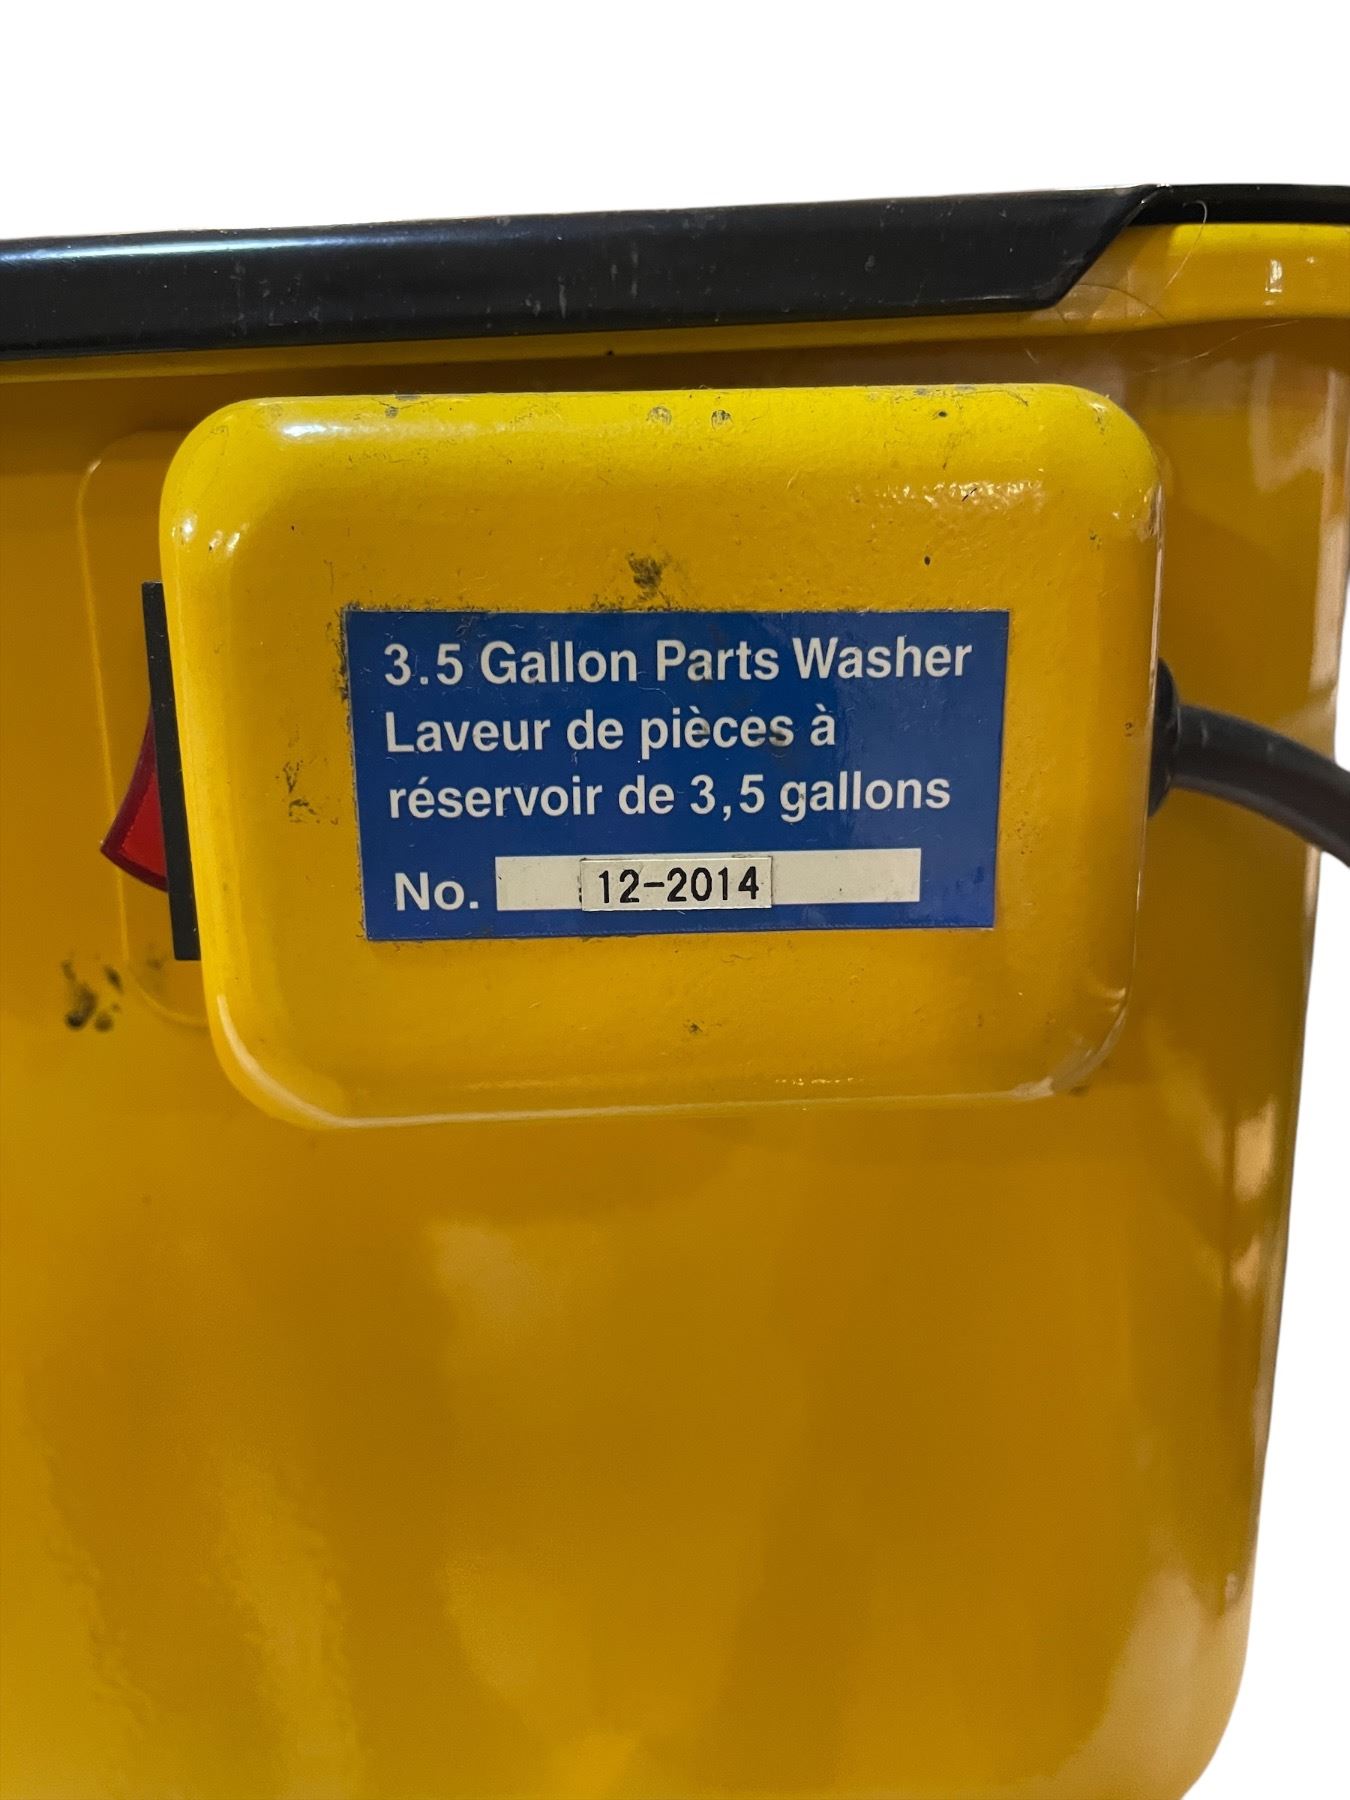 3.5 Gallon Parts Washer
Laveur de pièces à
réservoir de 3,5 gallons
No. 12-2014